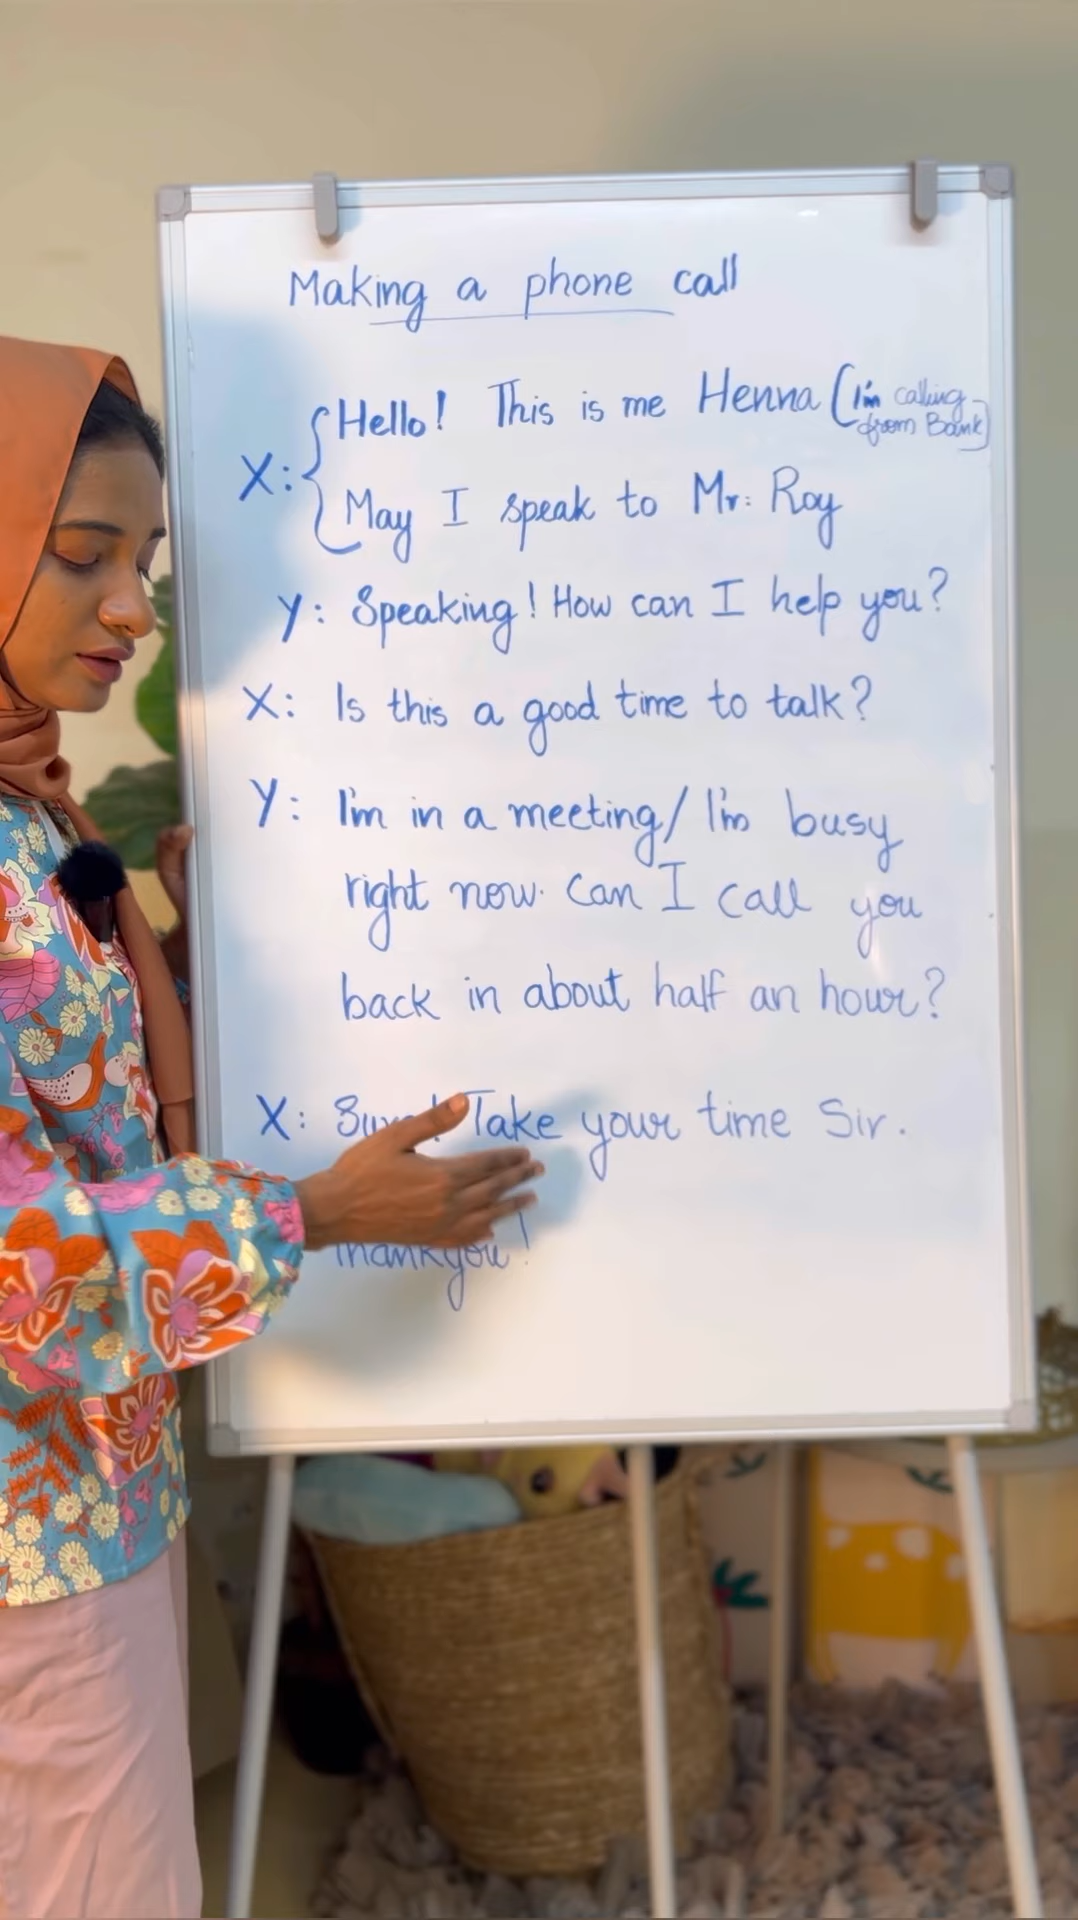 Making a phone call
Hello! This is me Henna (I'm calling
from Bank)
X: May I speak to Mr. Roy
Y: Speaking! How can I help you?
X: Is this a good time to talk?
Y: I'm in a meeting/ I'm busy
right now. Can I call you
back in about half an hour?
X: Sure! Take your time Sir.
Thankyou!